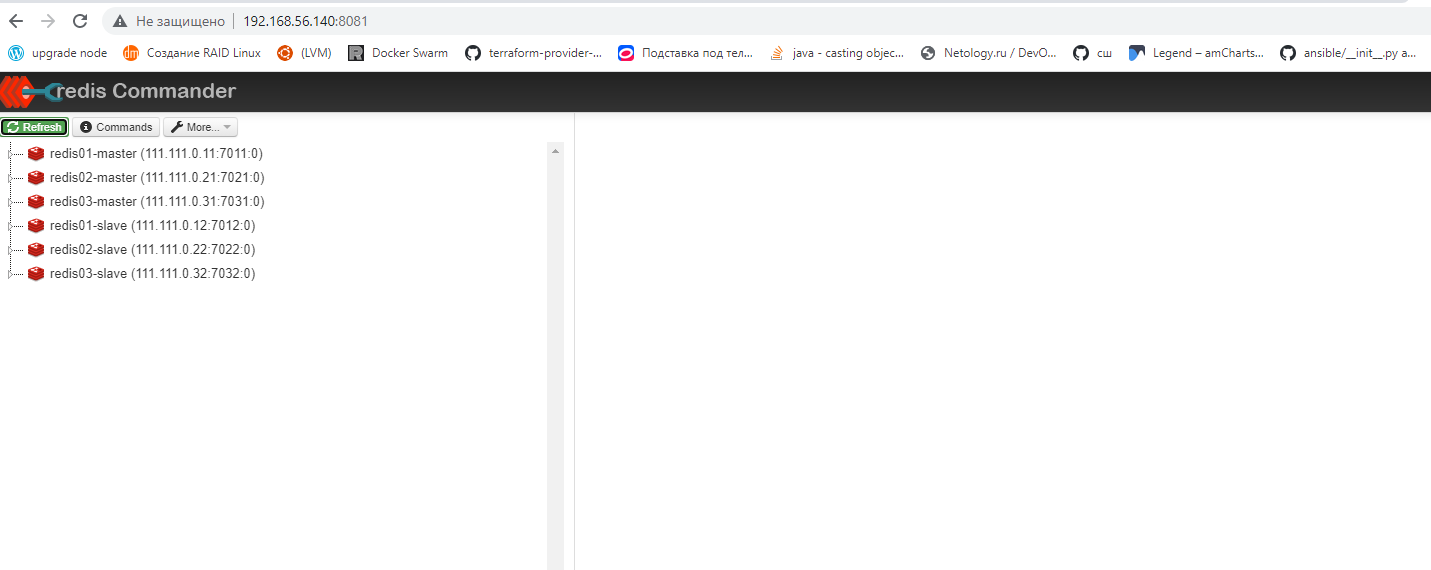 Не защищено 192.168.56.140:8081
upgrade node Создание RAID Linux (LVM) Docker Swarm terraform-provider-... Подставка под тел... java - casting objec... Netology.ru / DevO... сш Legend – amCharts... ansible/__init__.py a...
redis Commander
Refresh Commands More...
redis01-master (111.111.0.11:7011:0)
redis02-master (111.111.0.21:7021:0)
redis03-master (111.111.0.31:7031:0)
redis01-slave (111.111.0.12:7012:0)
redis02-slave (111.111.0.22:7022:0)
redis03-slave (111.111.0.32:7032:0)